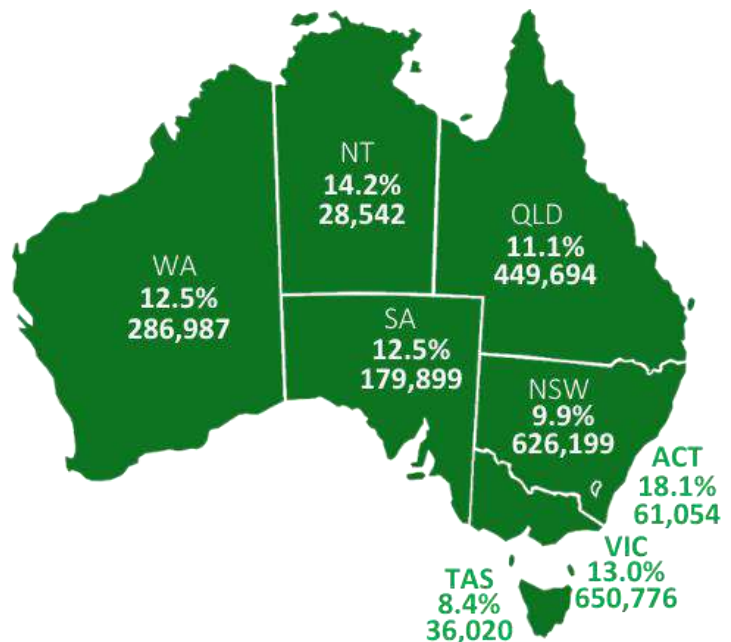 NT
14.2%
28,542
QLD
11.1%
449,694
WA
12.5%
286,987
SA
12.5%
179,899
NSW
9.9%
626,199
ACT
18.1%
61,054
VIC
13.0%
650,776
TAS
8.4%
36,020